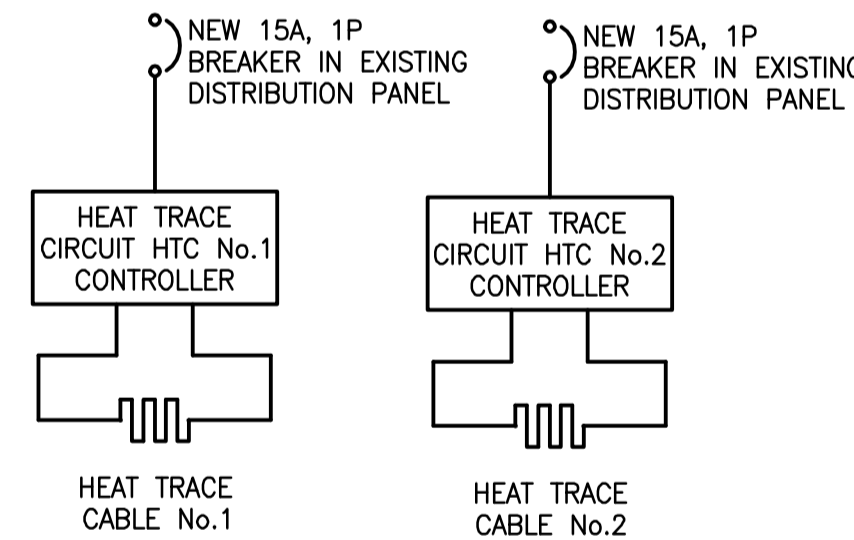 NEW 15A, 1P
BREAKER IN EXISTING
DISTRIBUTION PANEL
HEAT TRACE
CIRCUIT HTC No.1
CONTROLLER
HEAT TRACE
CABLE No.1
NEW 15A, 1P
BREAKER IN EXISTING
DISTRIBUTION PANEL
HEAT TRACE
CIRCUIT HTC No.2
CONTROLLER
HEAT TRACE
CABLE No.2